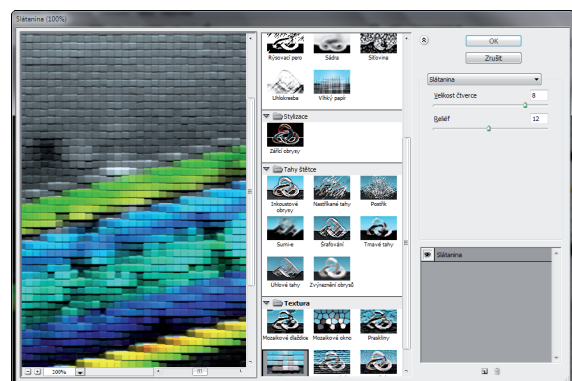 Slátanina (100%)
Rýsovací pero
Sádra
Síťovina
Uhlokresba
Vlhký papír
Stylizace
Zářící obrysy
Tahy štětce
Inkoustové obrysy
Nastříkané tahy
Postřik
Sumi-e
Šrafování
Tmavé tahy
Uhlové tahy
Zvýraznění obrysů
Textura
Mozaikové dlaždice
Mozaikové okno
Praskliny
100%
OK
Zrušit
Slátanina
Velikost čtverce
8
Reliéf
12
Slátanina